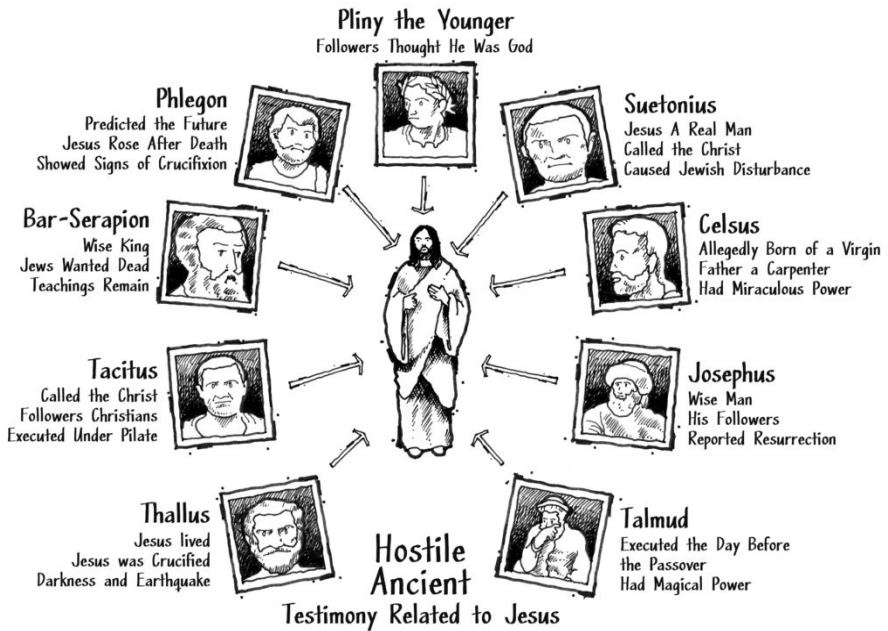 Pliny the Younger
Followers Thought He Was God
Phlegon
Predicted the Future
Jesus Rose After Death
Showed Signs of Crucifixion
Suetonius
Jesus A Real Man
Called the Christ
Caused Jewish Disturbance
Bar-Serapion
Wise King
Jews Wanted Dead
Teachings Remain
Celsus
Allegedly Born of a Virgin
Father a Carpenter
Had Miraculous Power
Tacitus
Called the Christ
Followers Christians
Executed Under Pilate
Josephus
Wise Man
His Followers
Reported Resurrection
Thallus
Jesus lived
Jesus was Crucified
Darkness and Earthquake
Talmud
Executed the Day Before
the Passover
Had Magical Power
Hostile
Ancient
Testimony Related to Jesus